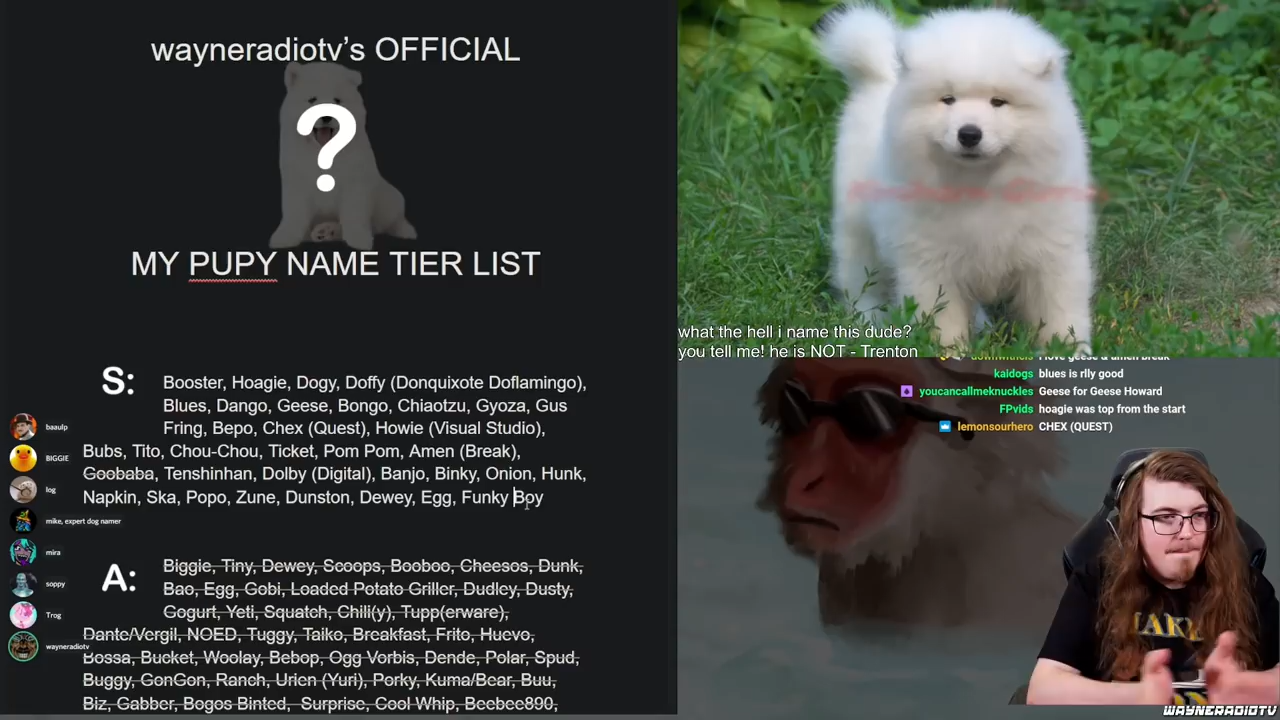 wayneradiotv's OFFICIAL
?
MY PUPY NAME TIER LIST
S:
Booster, Hoagie, Dogy, Doffy (Donquixote Doflamingo),
Blues, Dango, Geese, Bongo, Chiaotzu, Gyoza, Gus
Fring, Bepo, Chex (Quest), Howie (Visual Studio),
Bubs, Tito, Chou-Chou, Ticket, Pom Pom, Amen (Break),
Goobaba, Tenshinhan, Dolby (Digital), Banjo, Binky, Onion, Hunk,
Napkin, Ska, Popo, Zune, Dunston, Dewey, Egg, Funky Boy
A:
Biggie, Tiny, Dewey, Scoops, Booboo, Cheesos, Dunk,
Bao, Egg, Gobi, Loaded Potato Griller, Dudley, Dusty,
Gogurt, Yeti, Squatch, Chili(y), Tupp(erware),
Dante/Vergil, NOED, Tuggy, Taiko, Breakfast, Frito, Huevo,
Bossa, Bucket, Woolay, Bebop, Ogg Vorbis, Dende, Polar, Spud,
Buggy, GonGon, Ranch, Urien (Yuri), Porky, Kuma/Bear, Buu,
Biz, Gabber, Bogos Binted, Surprise, Cool Whip, Beebee890,
baaulp
BIGGIE
log
mike, expert dog namer
mira
soppy
Trog
wayneradiotv
what the hell i name this dude?
you tell me! he is NOT - Trenton
I love geese & amen break
kaldogs blues is rlly good
youcancallmeknuckles Geese for Geese Howard
FPvids hoagie was top from the start
lemonsourhero CHEX (QUEST)
WAYNERADIOTV